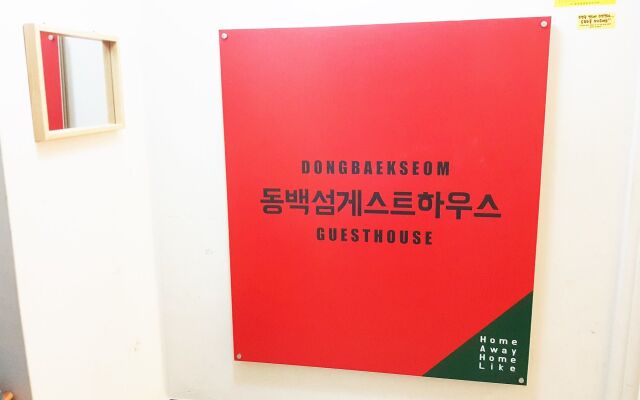 DONGBAEKSEOM
동백섬게스트하우스
GUESTHOUSE
Home
Away
Home
Like